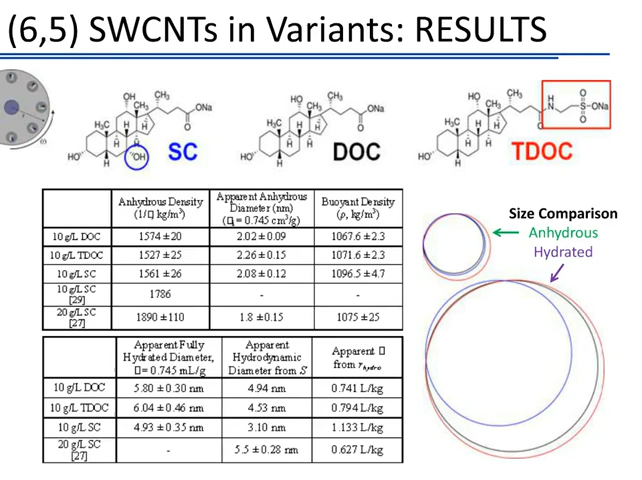 (6,5) SWCNTs in Variants: RESULTS
OH
CH₃
CH₃
ONa
H₃C
O
H
H
H
HO
H
'OH
SC
HO
CH₃
CH₃
ONa
H₃C
O
H
H
H
HO
H
DOC
OH
CH₃
CH₃
H
N
O
S
ONa
O
H₃C
O
H
H
H
HO
H
TDOC
ω
Anhydrous Density Apparent Anhydrous Buoyant Density
(1/□ kg/m³) Diameter (nm) (ρ, kg/m³)
(□ᵢ = 0.745 cm³/g)
10 g/L DOC 1574 ±20 2.02 ±0.09 1067.6 ±2.3
10 g/L TDOC 1527 ±25 2.26 ±0.15 1071.6 ±2.3
10 g/L SC 1561 ±26 2.08 ±0.12 1096.5 ±4.7
10 g/L SC 1786 - -
[29]
20 g/L SC 1890 ±110 1.8 ±0.15 1075 ±25
[27]
Apparent Fully Apparent Apparent □
Hydrated Diameter, Hydrodynamic from r_hydro
□= 0.745 mL/g Diameter from S
10 g/L DOC 5.80 ± 0.30 nm 4.94 nm 0.741 L/kg
10 g/L TDOC 6.04 ± 0.46 nm 4.53 nm 0.794 L/kg
10 g/L SC 4.93 ± 0.35 nm 3.10 nm 1.133 L/kg
20 g/L SC - 5.5 ± 0.28 nm 0.627 L/kg
[27]
Size Comparison
Anhydrous
Hydrated